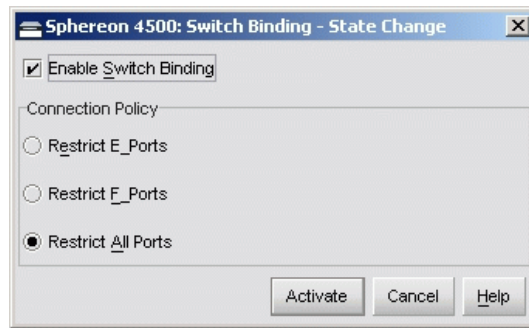 Sphereon 4500: Switch Binding - State Change
Enable Switch Binding
Connection Policy
Restrict E_Ports
Restrict F_Ports
Restrict All Ports
Activate Cancel Help